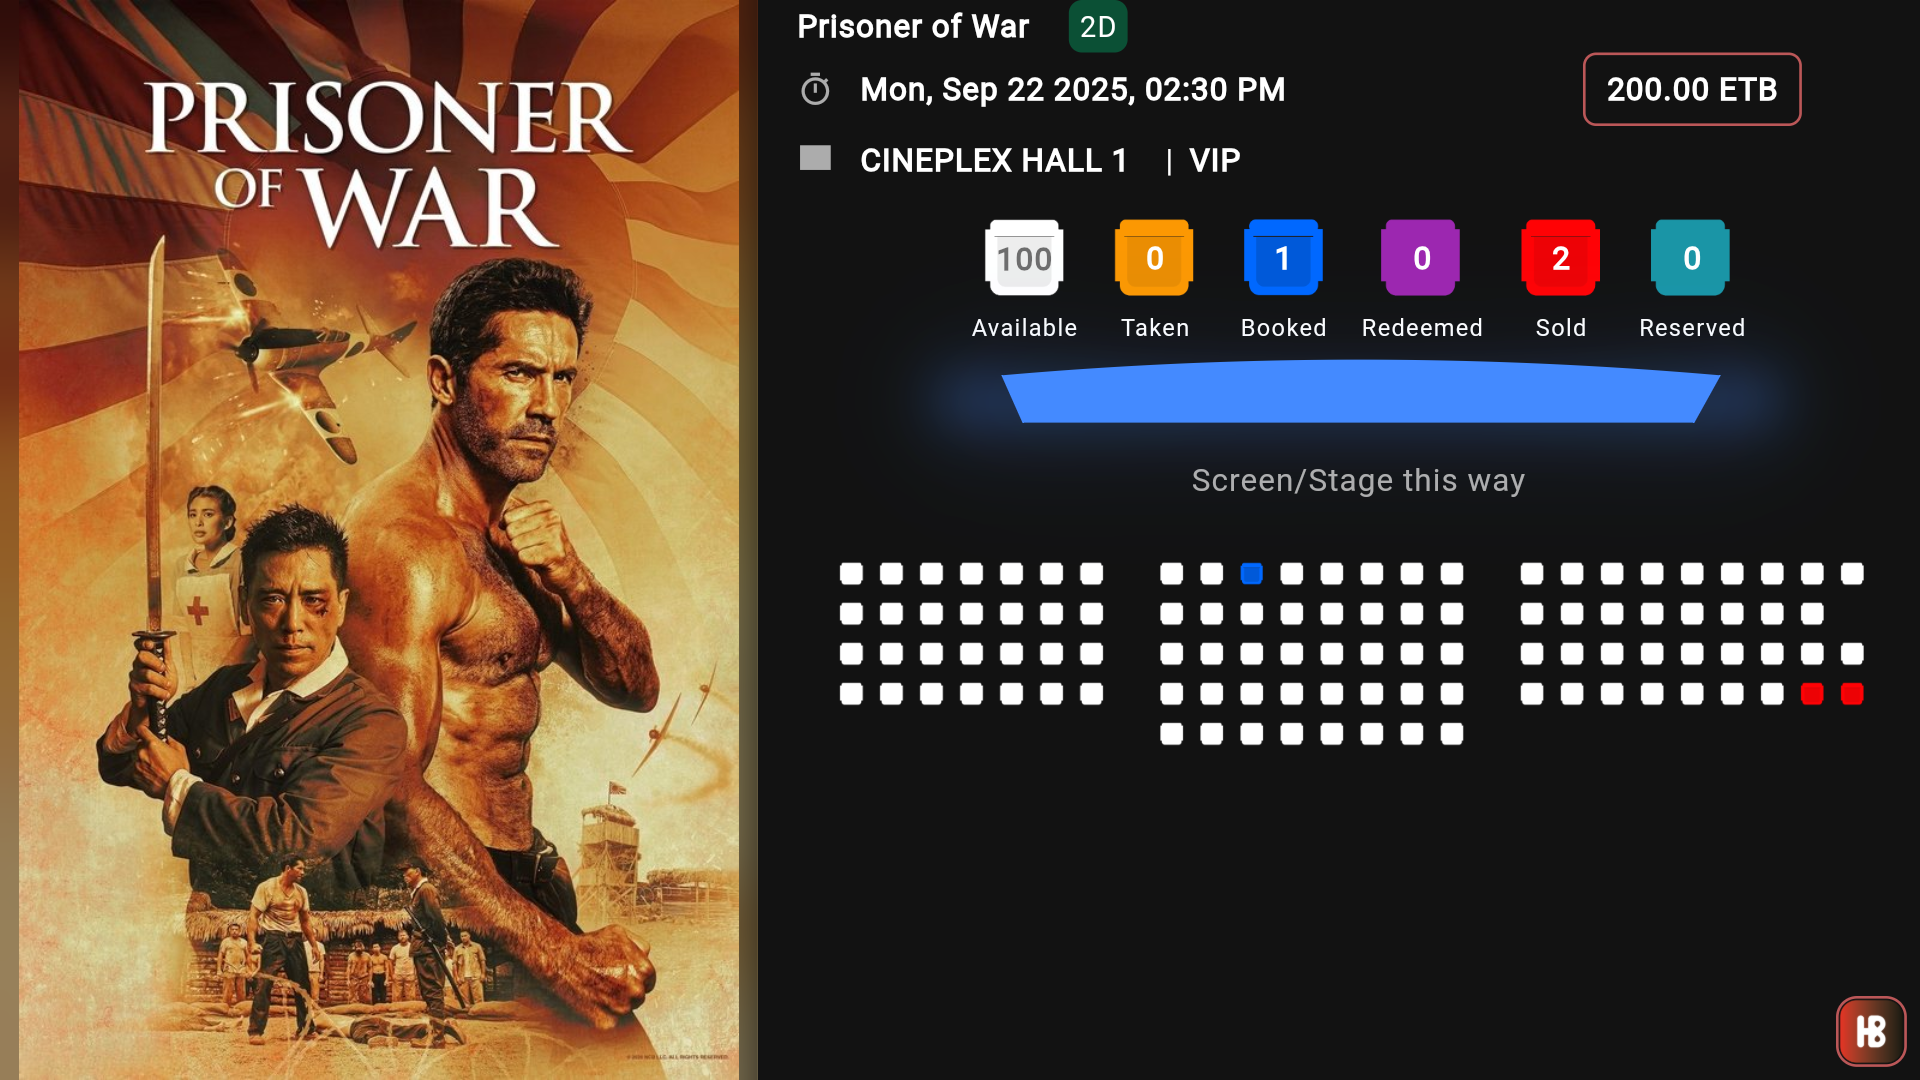 PRISONER
OF WAR
Prisoner of War 2D
Mon, Sep 22 2025, 02:30 PM
200.00 ETB
CINEPLEX HALL 1 | VIP
100 0 1 0 2 0
Available Taken Booked Redeemed Sold Reserved
Screen/Stage this way
HB